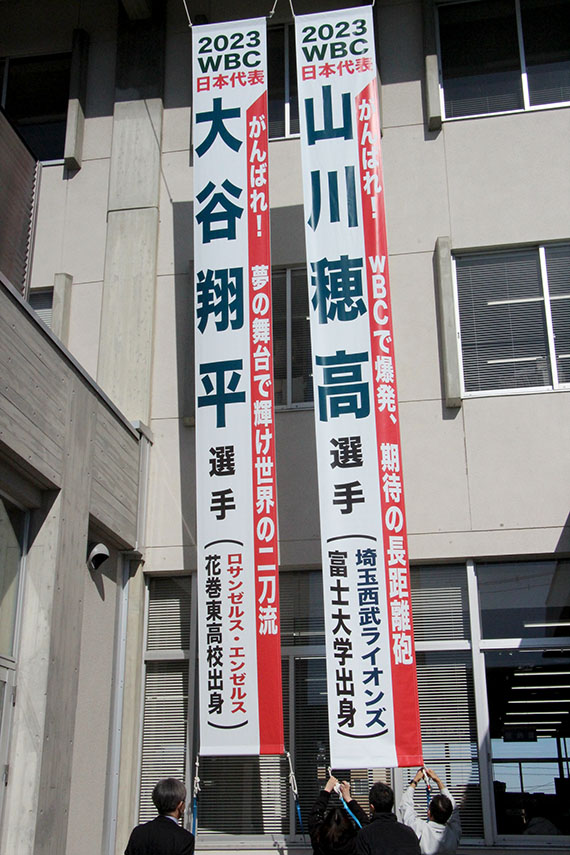 2023
WBC
日本代表
山川穂高
選手
がんばれ！ WBCで爆発、期待の長距離砲
埼玉西武ライオンズ
富士大学出身
2023
WBC
日本代表
大谷翔平
選手
がんばれ！ 夢の舞台で輝け世界の二刀流
ロサンゼルス・エンゼルス
花巻東高校出身